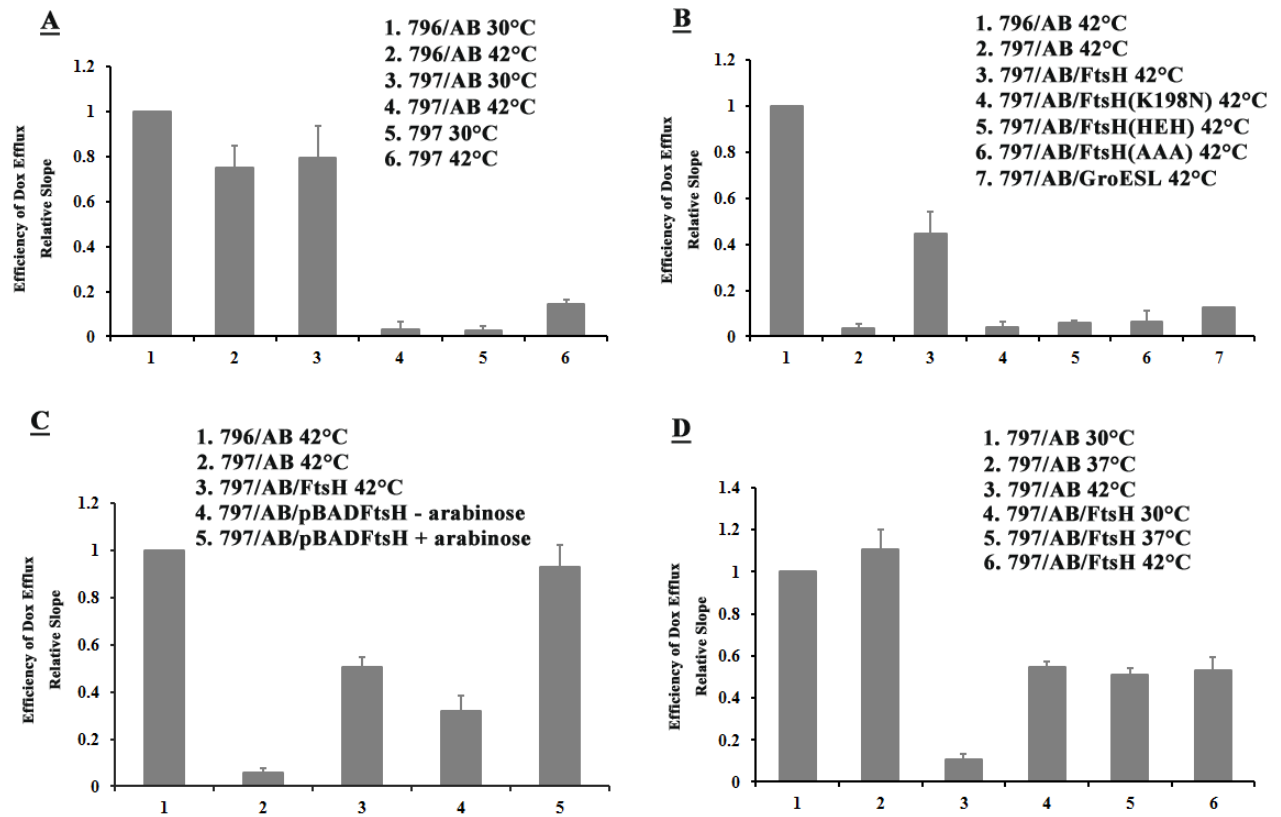 A
1. 796/AB 30°C
2. 796/AB 42°C
3. 797/AB 30°C
4. 797/AB 42°C
5. 797 30°C
6. 797 42°C
Efficiency of Dox Efflux
Relative Slope
1.2
1
0.8
0.6
0.4
0.2
0
1 2 3 4 5 6
B
1. 796/AB 42°C
2. 797/AB 42°C
3. 797/AB/FtsH 42°C
4. 797/AB/FtsH(K198N) 42°C
5. 797/AB/FtsH(HEH) 42°C
6. 797/AB/FtsH(AAA) 42°C
7. 797/AB/GroESL 42°C
Efficiency of Dox Efflux
Relative Slope
1.2
1
0.8
0.6
0.4
0.2
0
1 2 3 4 5 6 7
C
1. 796/AB 42°C
2. 797/AB 42°C
3. 797/AB/FtsH 42°C
4. 797/AB/pBADFtsH - arabinose
5. 797/AB/pBADFtsH + arabinose
Efficiency of Dox Efflux
Relative Slope
1.2
1
0.8
0.6
0.4
0.2
0
1 2 3 4 5
D
1. 797/AB 30°C
2. 797/AB 37°C
3. 797/AB 42°C
4. 797/AB/FtsH 30°C
5. 797/AB/FtsH 37°C
6. 797/AB/FtsH 42°C
Efficiency of Dox Efflux
Relative Slope
1.4
1.2
1
0.8
0.6
0.4
0.2
0
1 2 3 4 5 6